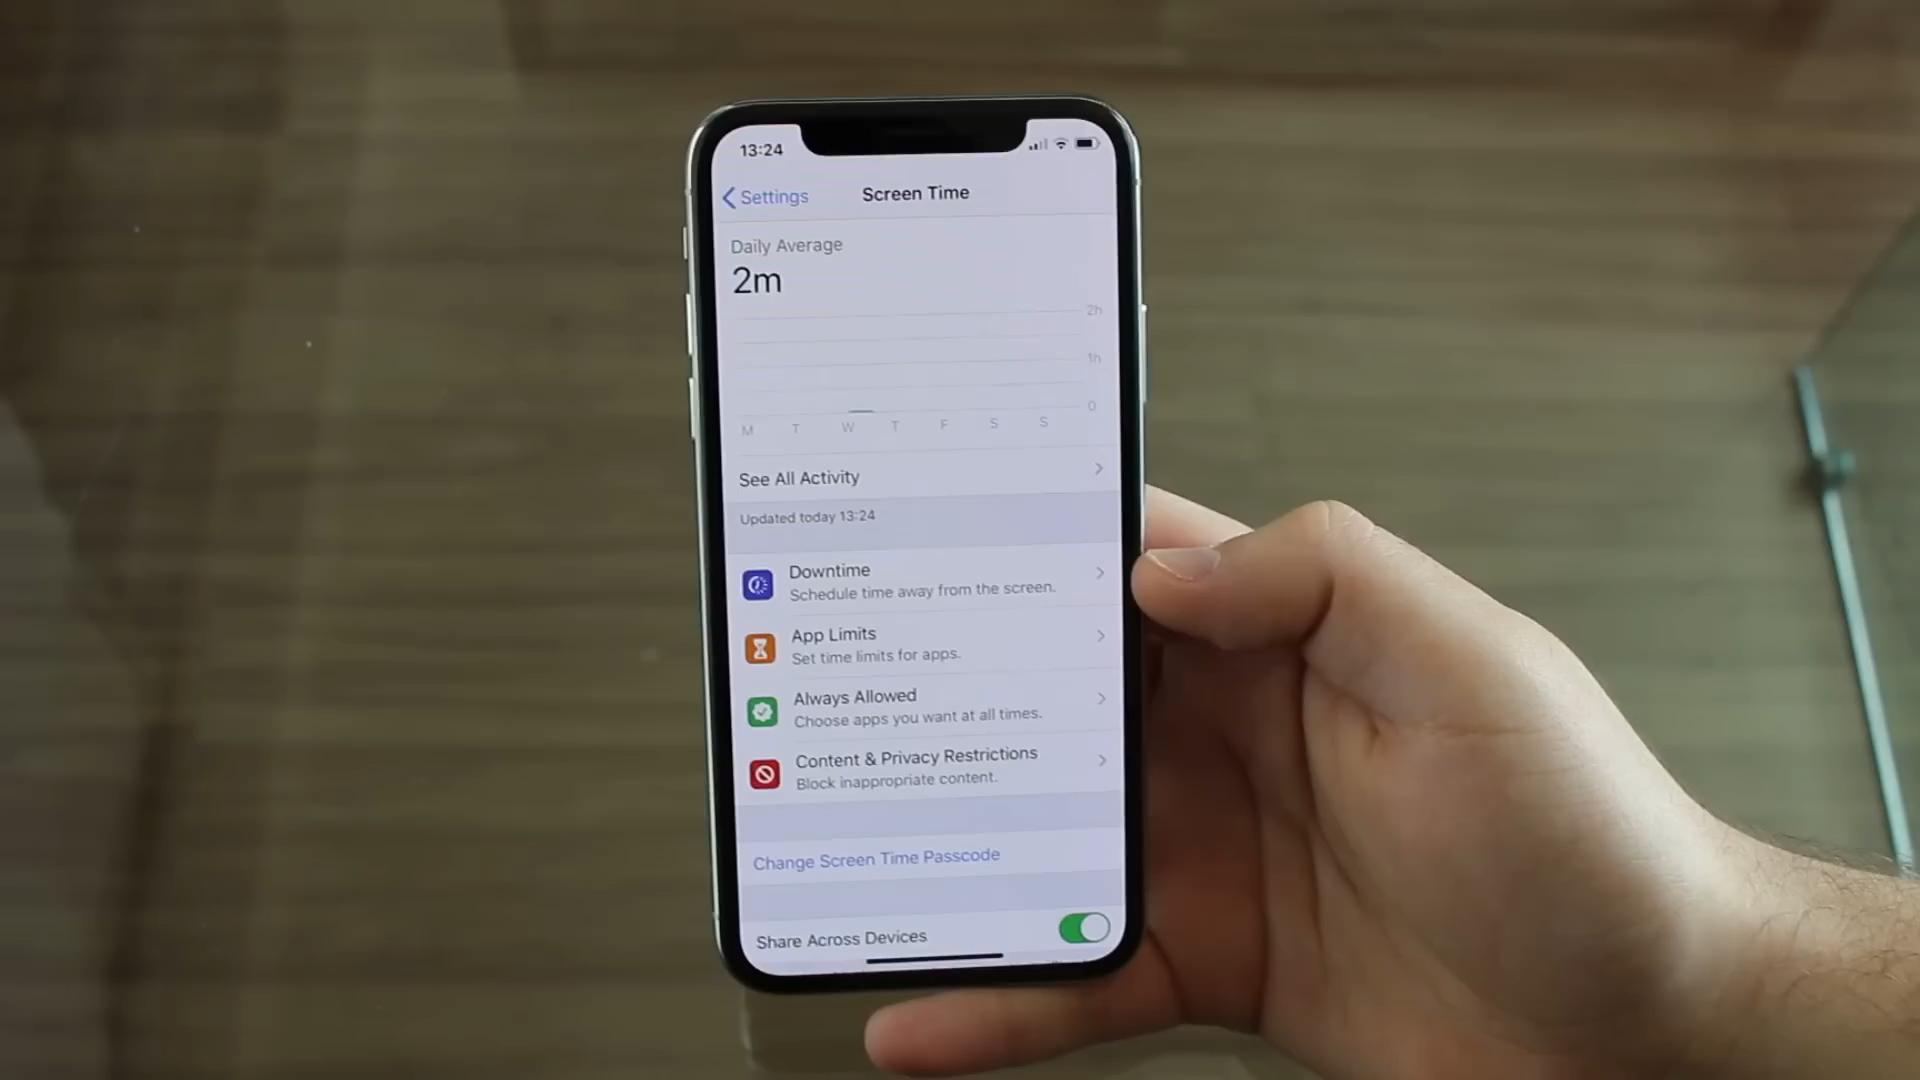 13:24
Settings
Screen Time
Daily Average
2m
2h
1h
0
M T W T F S S
See All Activity
Updated today 13:24
Downtime
Schedule time away from the screen.
App Limits
Set time limits for apps.
Always Allowed
Choose apps you want at all times.
Content & Privacy Restrictions
Block inappropriate content.
Change Screen Time Passcode
Share Across Devices